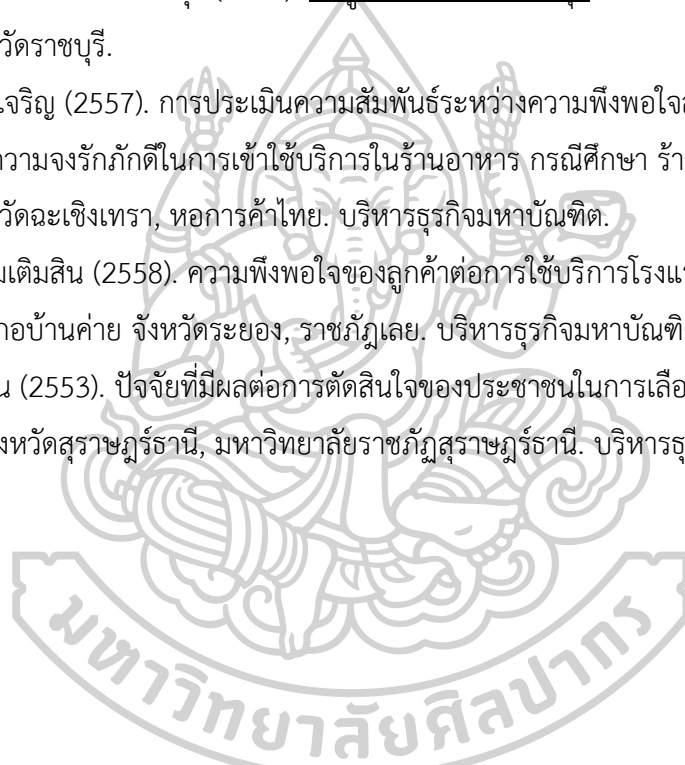 วัดราชบุรี.
เจริญ (2557). การประเมินความสัมพันธ์ระหว่างความพึงพอใจ
ความจงรักภักดีในการเข้าใช้บริการในร้านอาหาร กรณีศึกษา ร้า
วัดฉะเชิงเทรา, หอการค้าไทย. บริหารธุรกิจมหาบัณฑิต.
มเติมสิน (2558). ความพึงพอใจของลูกค้าต่อการใช้บริการโรงแร
กอบ้านค่าย จังหวัดระยอง, ราชภัฎเลย. บริหารธุรกิจมหาบัณฑิ
น (2553). ปัจจัยที่มีผลต่อการตัดสินใจของประชาชนในการเลือ
งหวัดสุราษฎร์ธานี, มหาวิทยาลัยราชภัฏสุราษฎร์ธานี. บริหารธุ
มหาวิทยาลัยศิลปากร